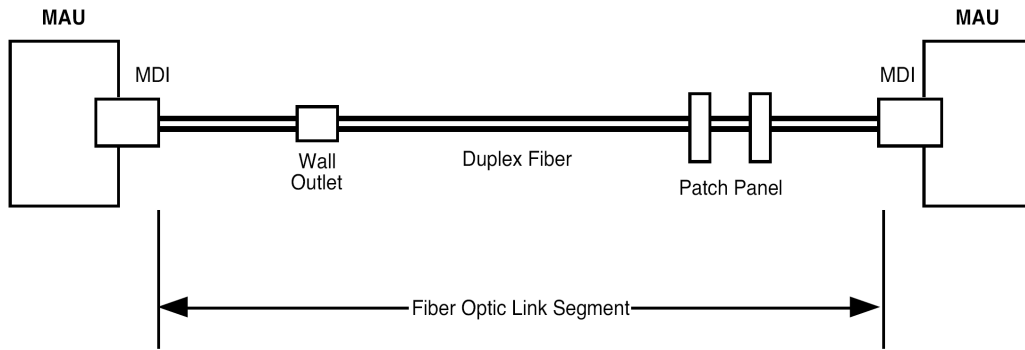 MAU
MAU
MDI
MDI
Wall
Outlet
Duplex Fiber
Patch Panel
Fiber Optic Link Segment